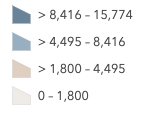 > 8,416 – 15,774
> 4,495 – 8,416
> 1,800 – 4,495
0 – 1,800